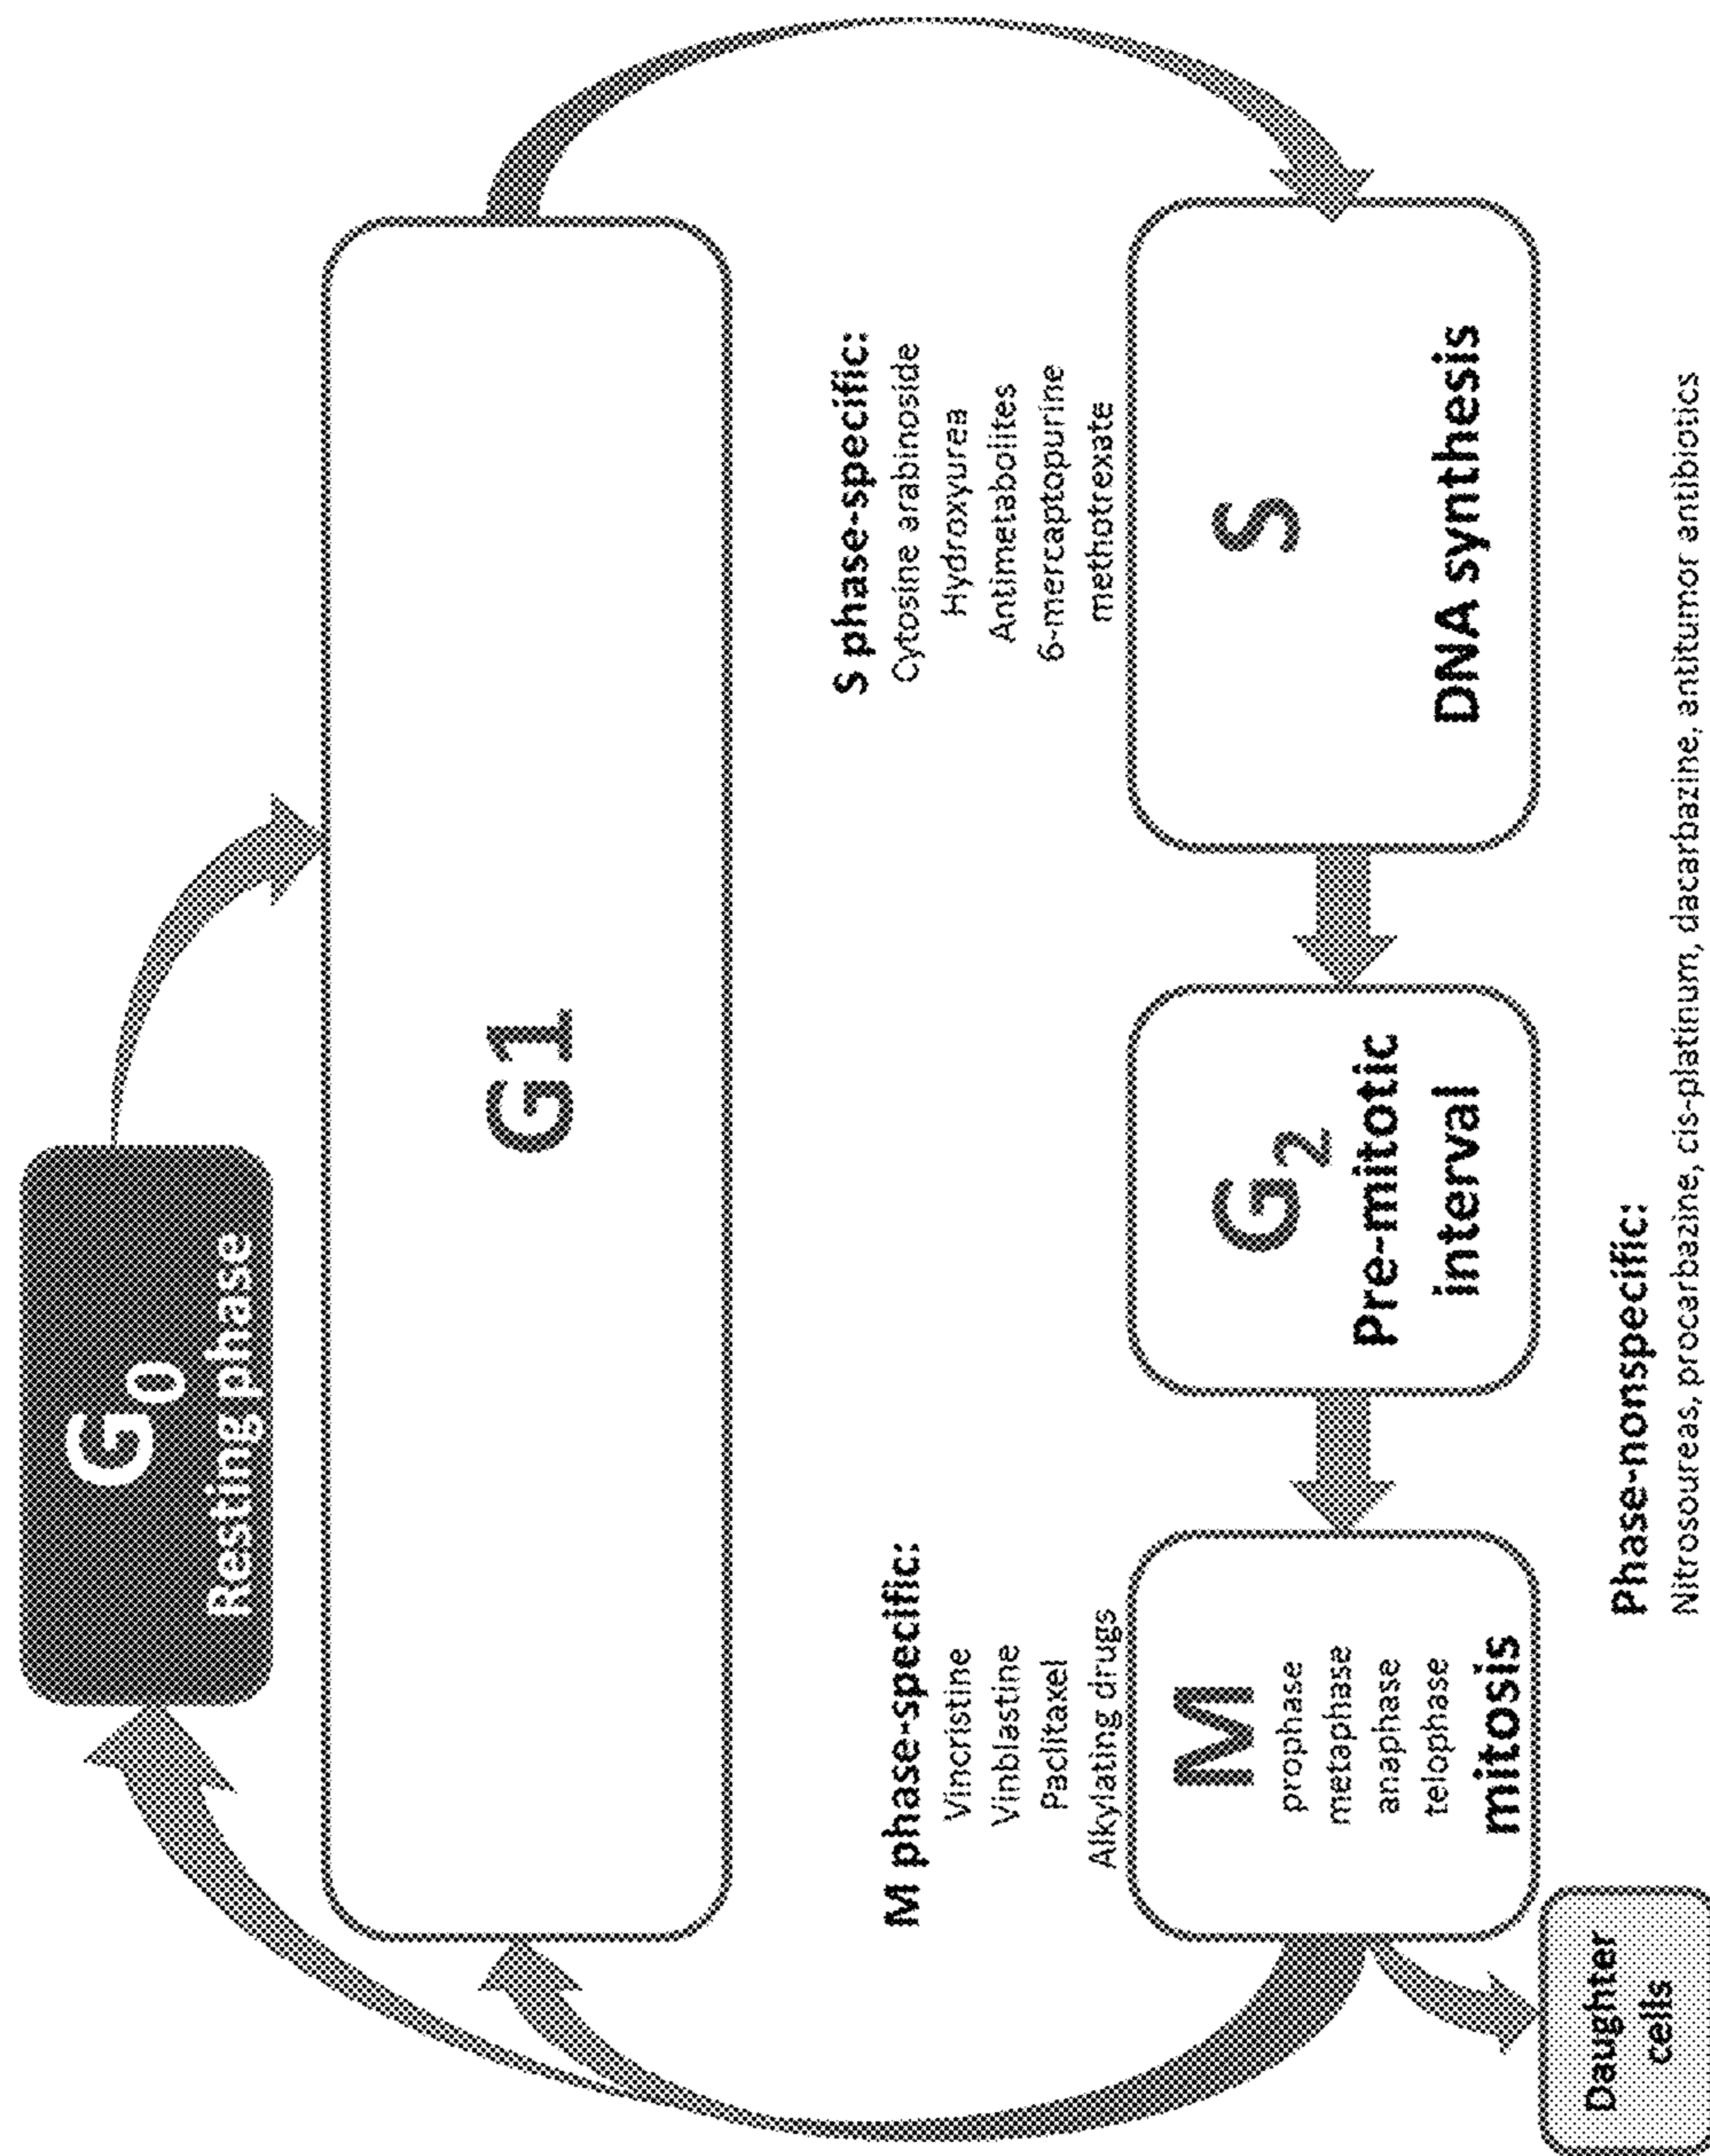 G0
Resting phase
G1
M phase-specific:
Vincristine
Vinblastine
Paclitaxel
Alkylating drugs
S phase-specific:
Cytosine arabinoside
Hydroxyurea
Antimetabolites
6-mercaptopurine
methotrexate
M
prophase
metaphase
anaphase
telophase
mitosis
G2
Pre-mitotic
interval
S
DNA synthesis
Daughter
cells
Phase-nonspecific:
Nitrosoureas, procarbazine, cis-platinum, dacarbazine, antitumor antibiotics